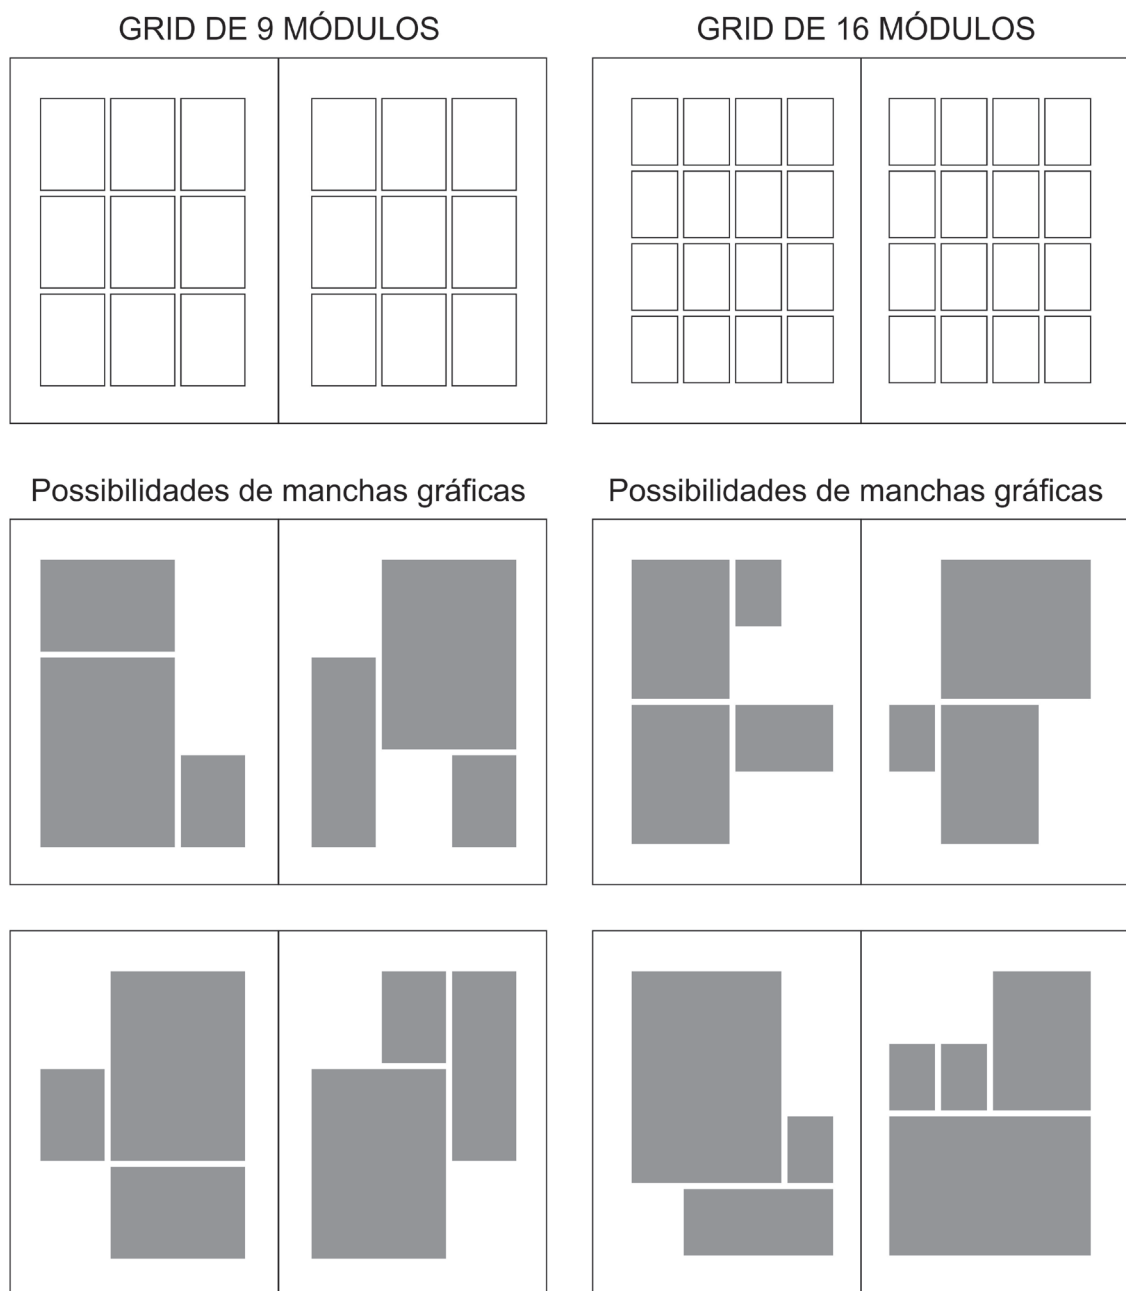 GRID DE 9 MÓDULOS
GRID DE 16 MÓDULOS
Possibilidades de manchas gráficas
Possibilidades de manchas gráficas